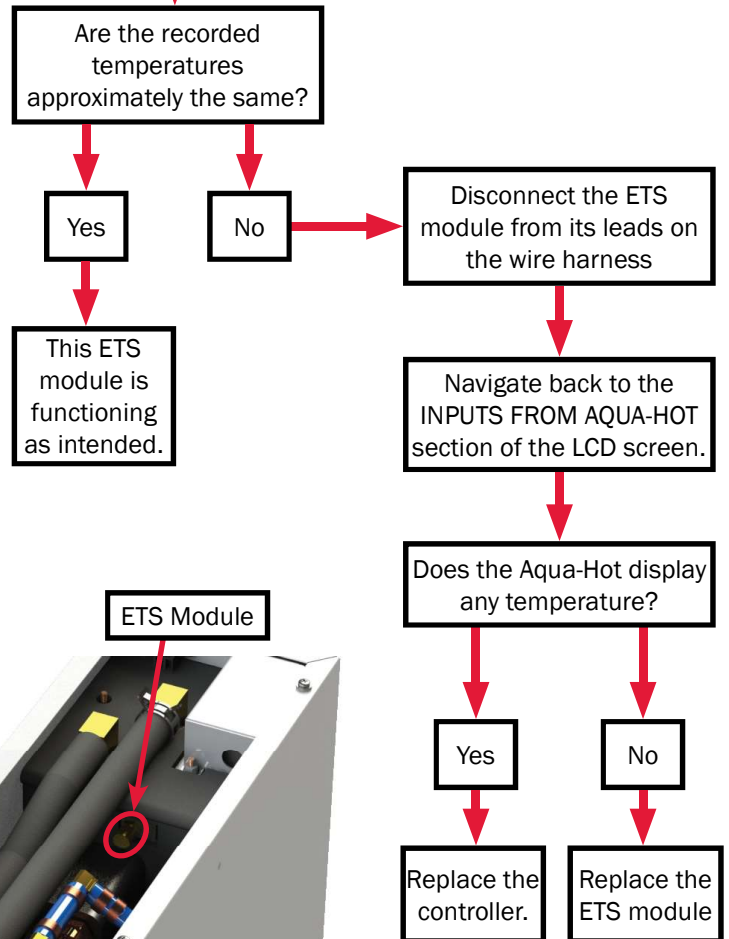 Are the recorded
temperatures
approximately the same?
Yes
No
Disconnect the ETS
module from its leads on
the wire harness
This ETS
module is
functioning
as intended.
Navigate back to the
INPUTS FROM AQUA-HOT
section of the LCD screen.
Does the Aqua-Hot display
any temperature?
ETS Module
Yes
No
Replace the
controller.
Replace the
ETS module